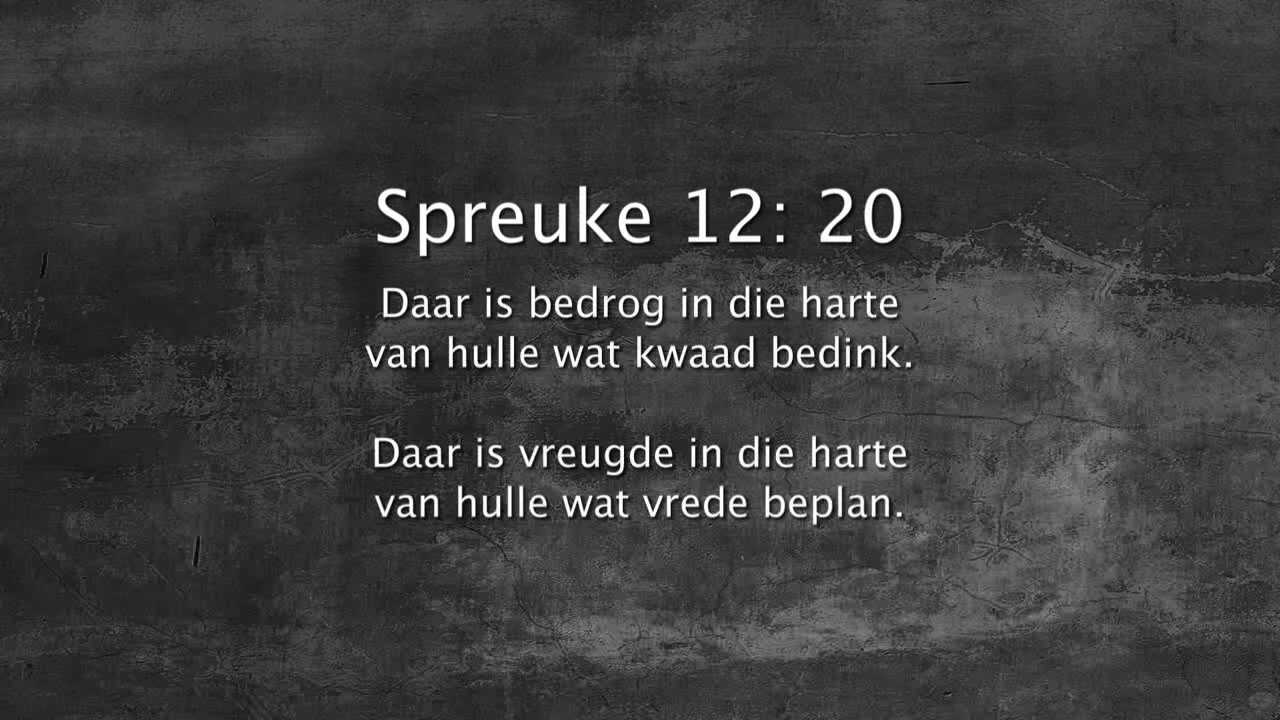 Spreuke 12: 20
Daar is bedrog in die harte
van hulle wat kwaad bedink.
Daar is vreugde in die harte
van hulle wat vrede beplan.